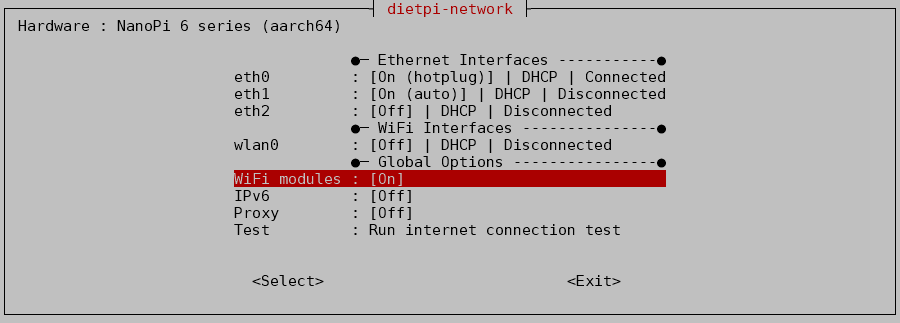 dietpi-network
Hardware : NanoPi 6 series (aarch64)
●─ Ethernet Interfaces -----------●
eth0 : [On (hotplug)] | DHCP | Connected
eth1 : [On (auto)] | DHCP | Disconnected
eth2 : [Off] | DHCP | Disconnected
●─ WiFi Interfaces ---------------●
wlan0 : [Off] | DHCP | Disconnected
●─ Global Options ----------------●
WiFi modules : [On]
IPv6 : [Off]
Proxy : [Off]
Test : Run internet connection test
<Select> <Exit>